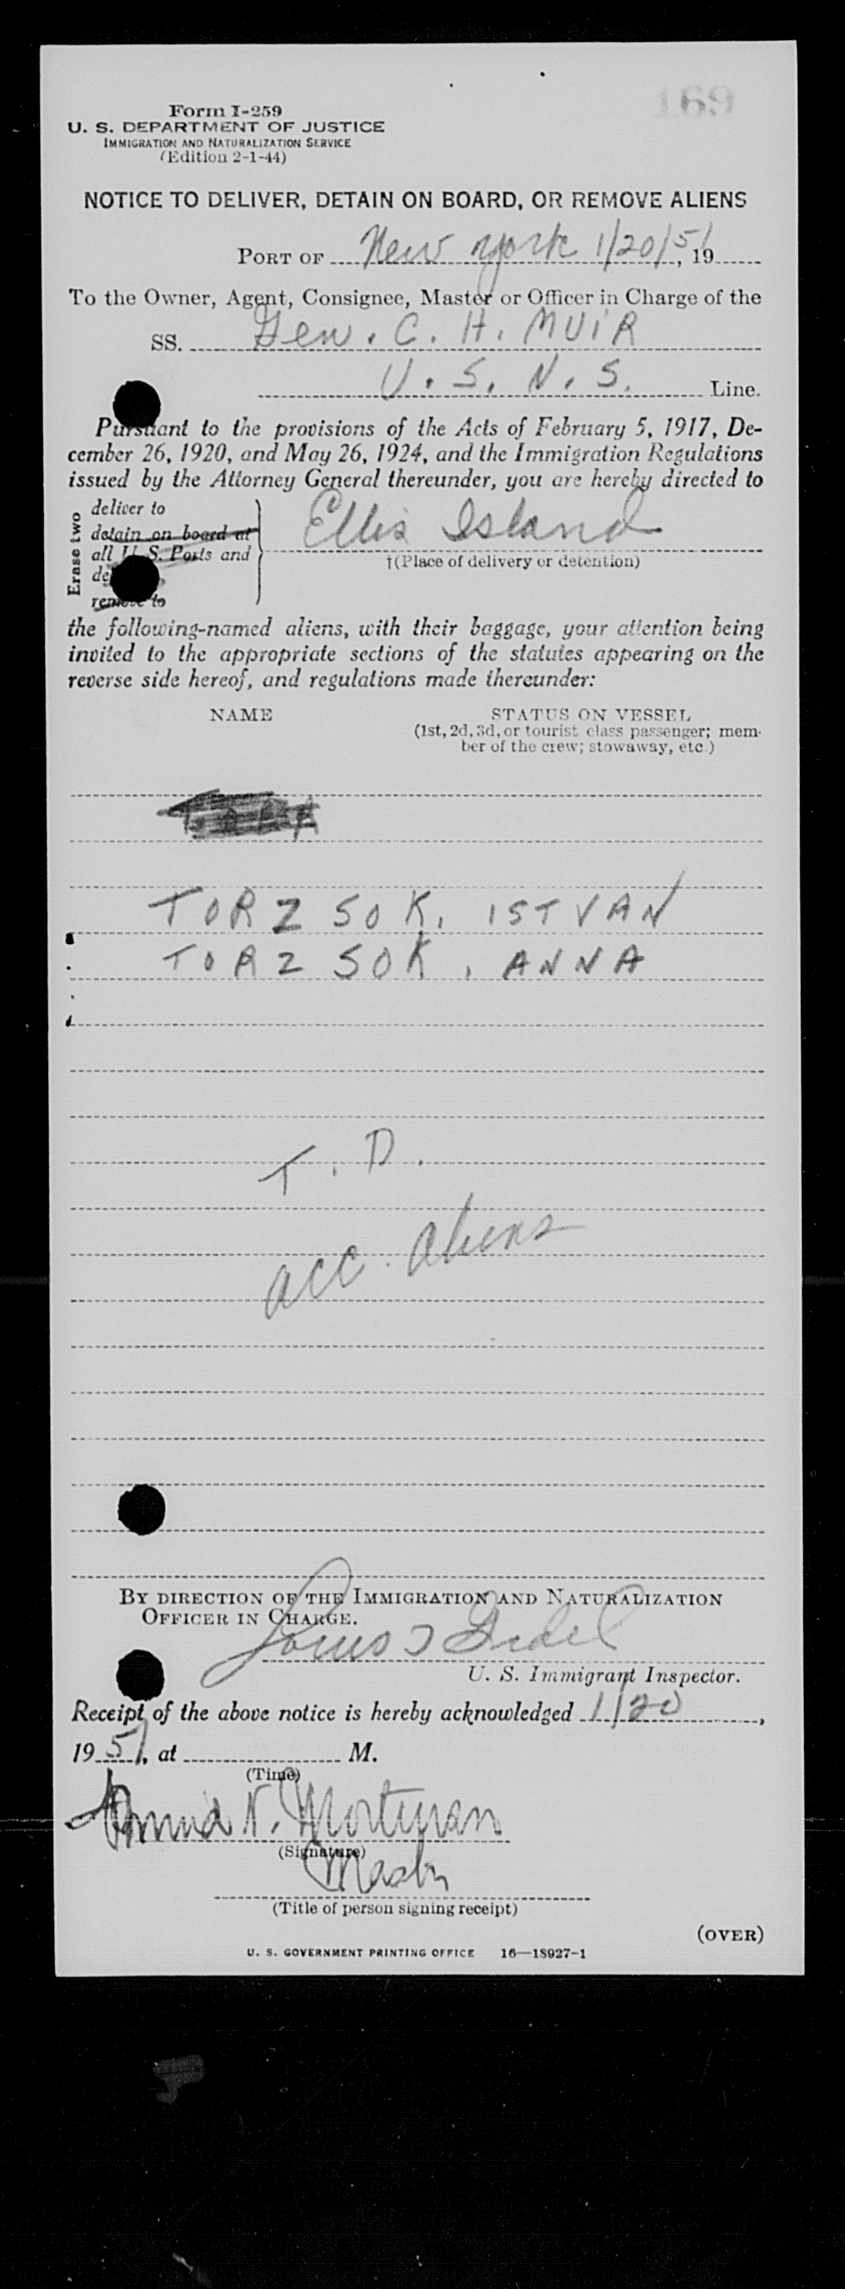 169
Form I-259
U. S. DEPARTMENT OF JUSTICE
IMMIGRATION AND NATURALIZATION SERVICE
(Edition 2-1-44)
NOTICE TO DELIVER, DETAIN ON BOARD, OR REMOVE ALIENS
PORT OF New York 1/20/51, 19
To the Owner, Agent, Consignee, Master or Officer in Charge of the
SS. Gen. C. H. MUIR
U. S. N. S. Line.
Pursuant to the provisions of the Acts of February 5, 1917, De-
cember 26, 1920, and May 26, 1924, and the Immigration Regulations
issued by the Attorney General thereunder, you are hereby directed to
Erase two
deliver to
detain on board at
all U. S. Ports and
remove to
Ellis Island
†(Place of delivery or detention)
the following-named aliens, with their baggage, your attention being
invited to the appropriate sections of the statutes appearing on the
reverse side hereof, and regulations made thereunder:
NAME STATUS ON VESSEL
(1st, 2d, 3d, or tourist class passenger; mem-
ber of the crew; stowaway, etc.)
TORZSOK, ISTVAN
TORZSOK, ANNA
T. D.
acc. aliens
BY DIRECTION OF THE IMMIGRATION AND NATURALIZATION
OFFICER IN CHARGE.
U. S. Immigrant Inspector.
Receipt of the above notice is hereby acknowledged 1/20,
1951, at M.
(Time)
N.
(Signature)
Master
(Title of person signing receipt)
(OVER)
U. S. GOVERNMENT PRINTING OFFICE 16—18927-1